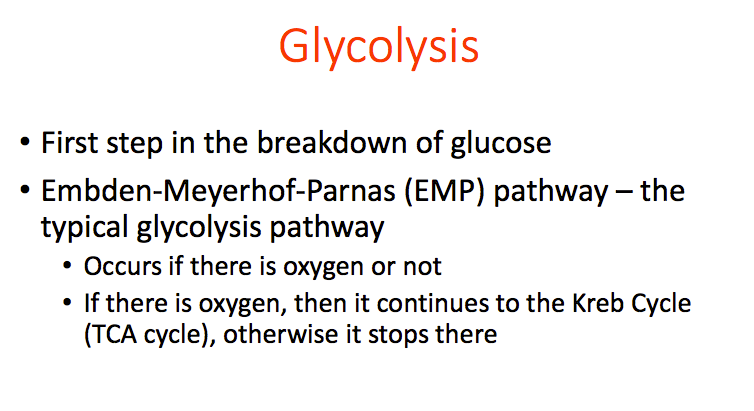 Glycolysis
• First step in the breakdown of glucose
• Embden-Meyerhof-Parnas (EMP) pathway – the
typical glycolysis pathway
• Occurs if there is oxygen or not
• If there is oxygen, then it continues to the Kreb Cycle
(TCA cycle), otherwise it stops there